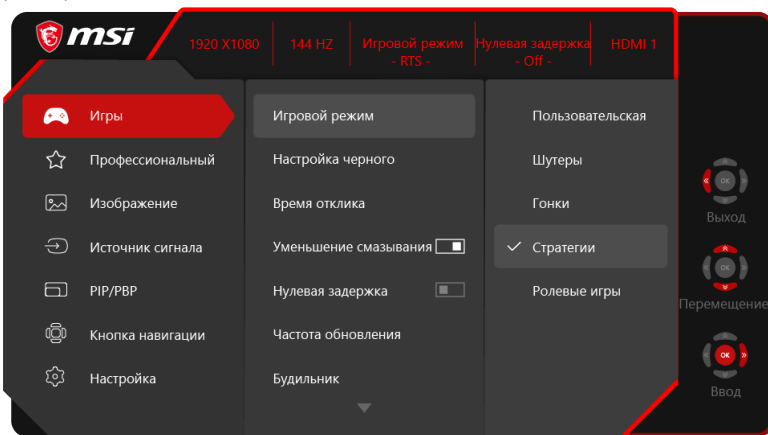 msi
1920 X1080
144 HZ
Игровой режим
- RTS -
Нулевая задержка
- Off -
HDMI 1
Игры
Профессиональный
Изображение
Источник сигнала
PIP/PBP
Кнопка навигации
Настройка
Игровой режим
Настройка черного
Время отклика
Уменьшение смазывания
Нулевая задержка
Частота обновления
Будильник
Пользовательская
Шутеры
Гонки
Стратегии
Ролевые игры
OK
Выход
OK
Перемещение
OK
Ввод